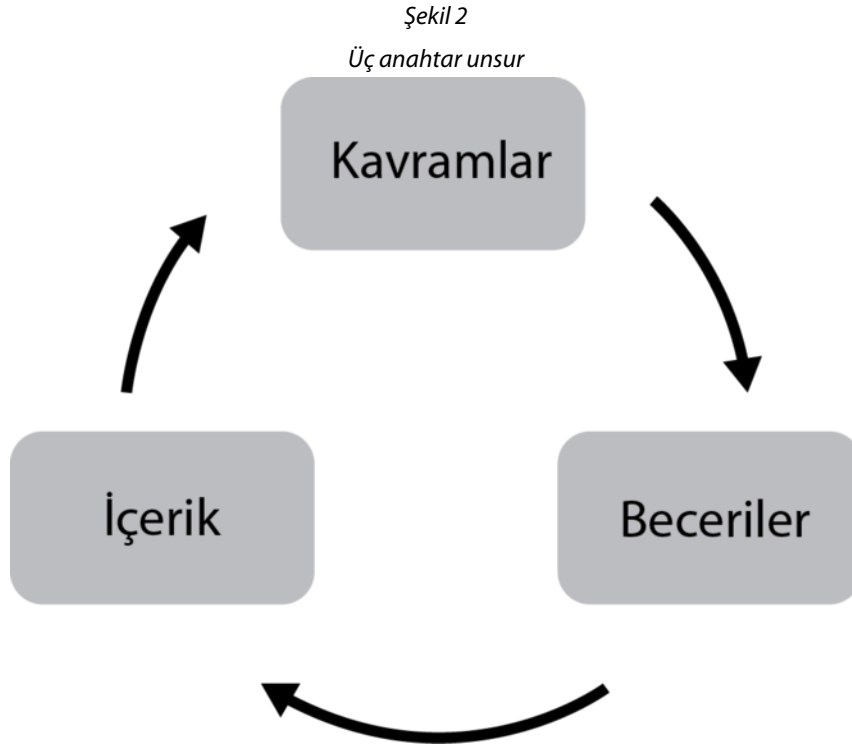 Şekil 2
Üç anahtar unsur
Kavramlar
İçerik
Beceriler